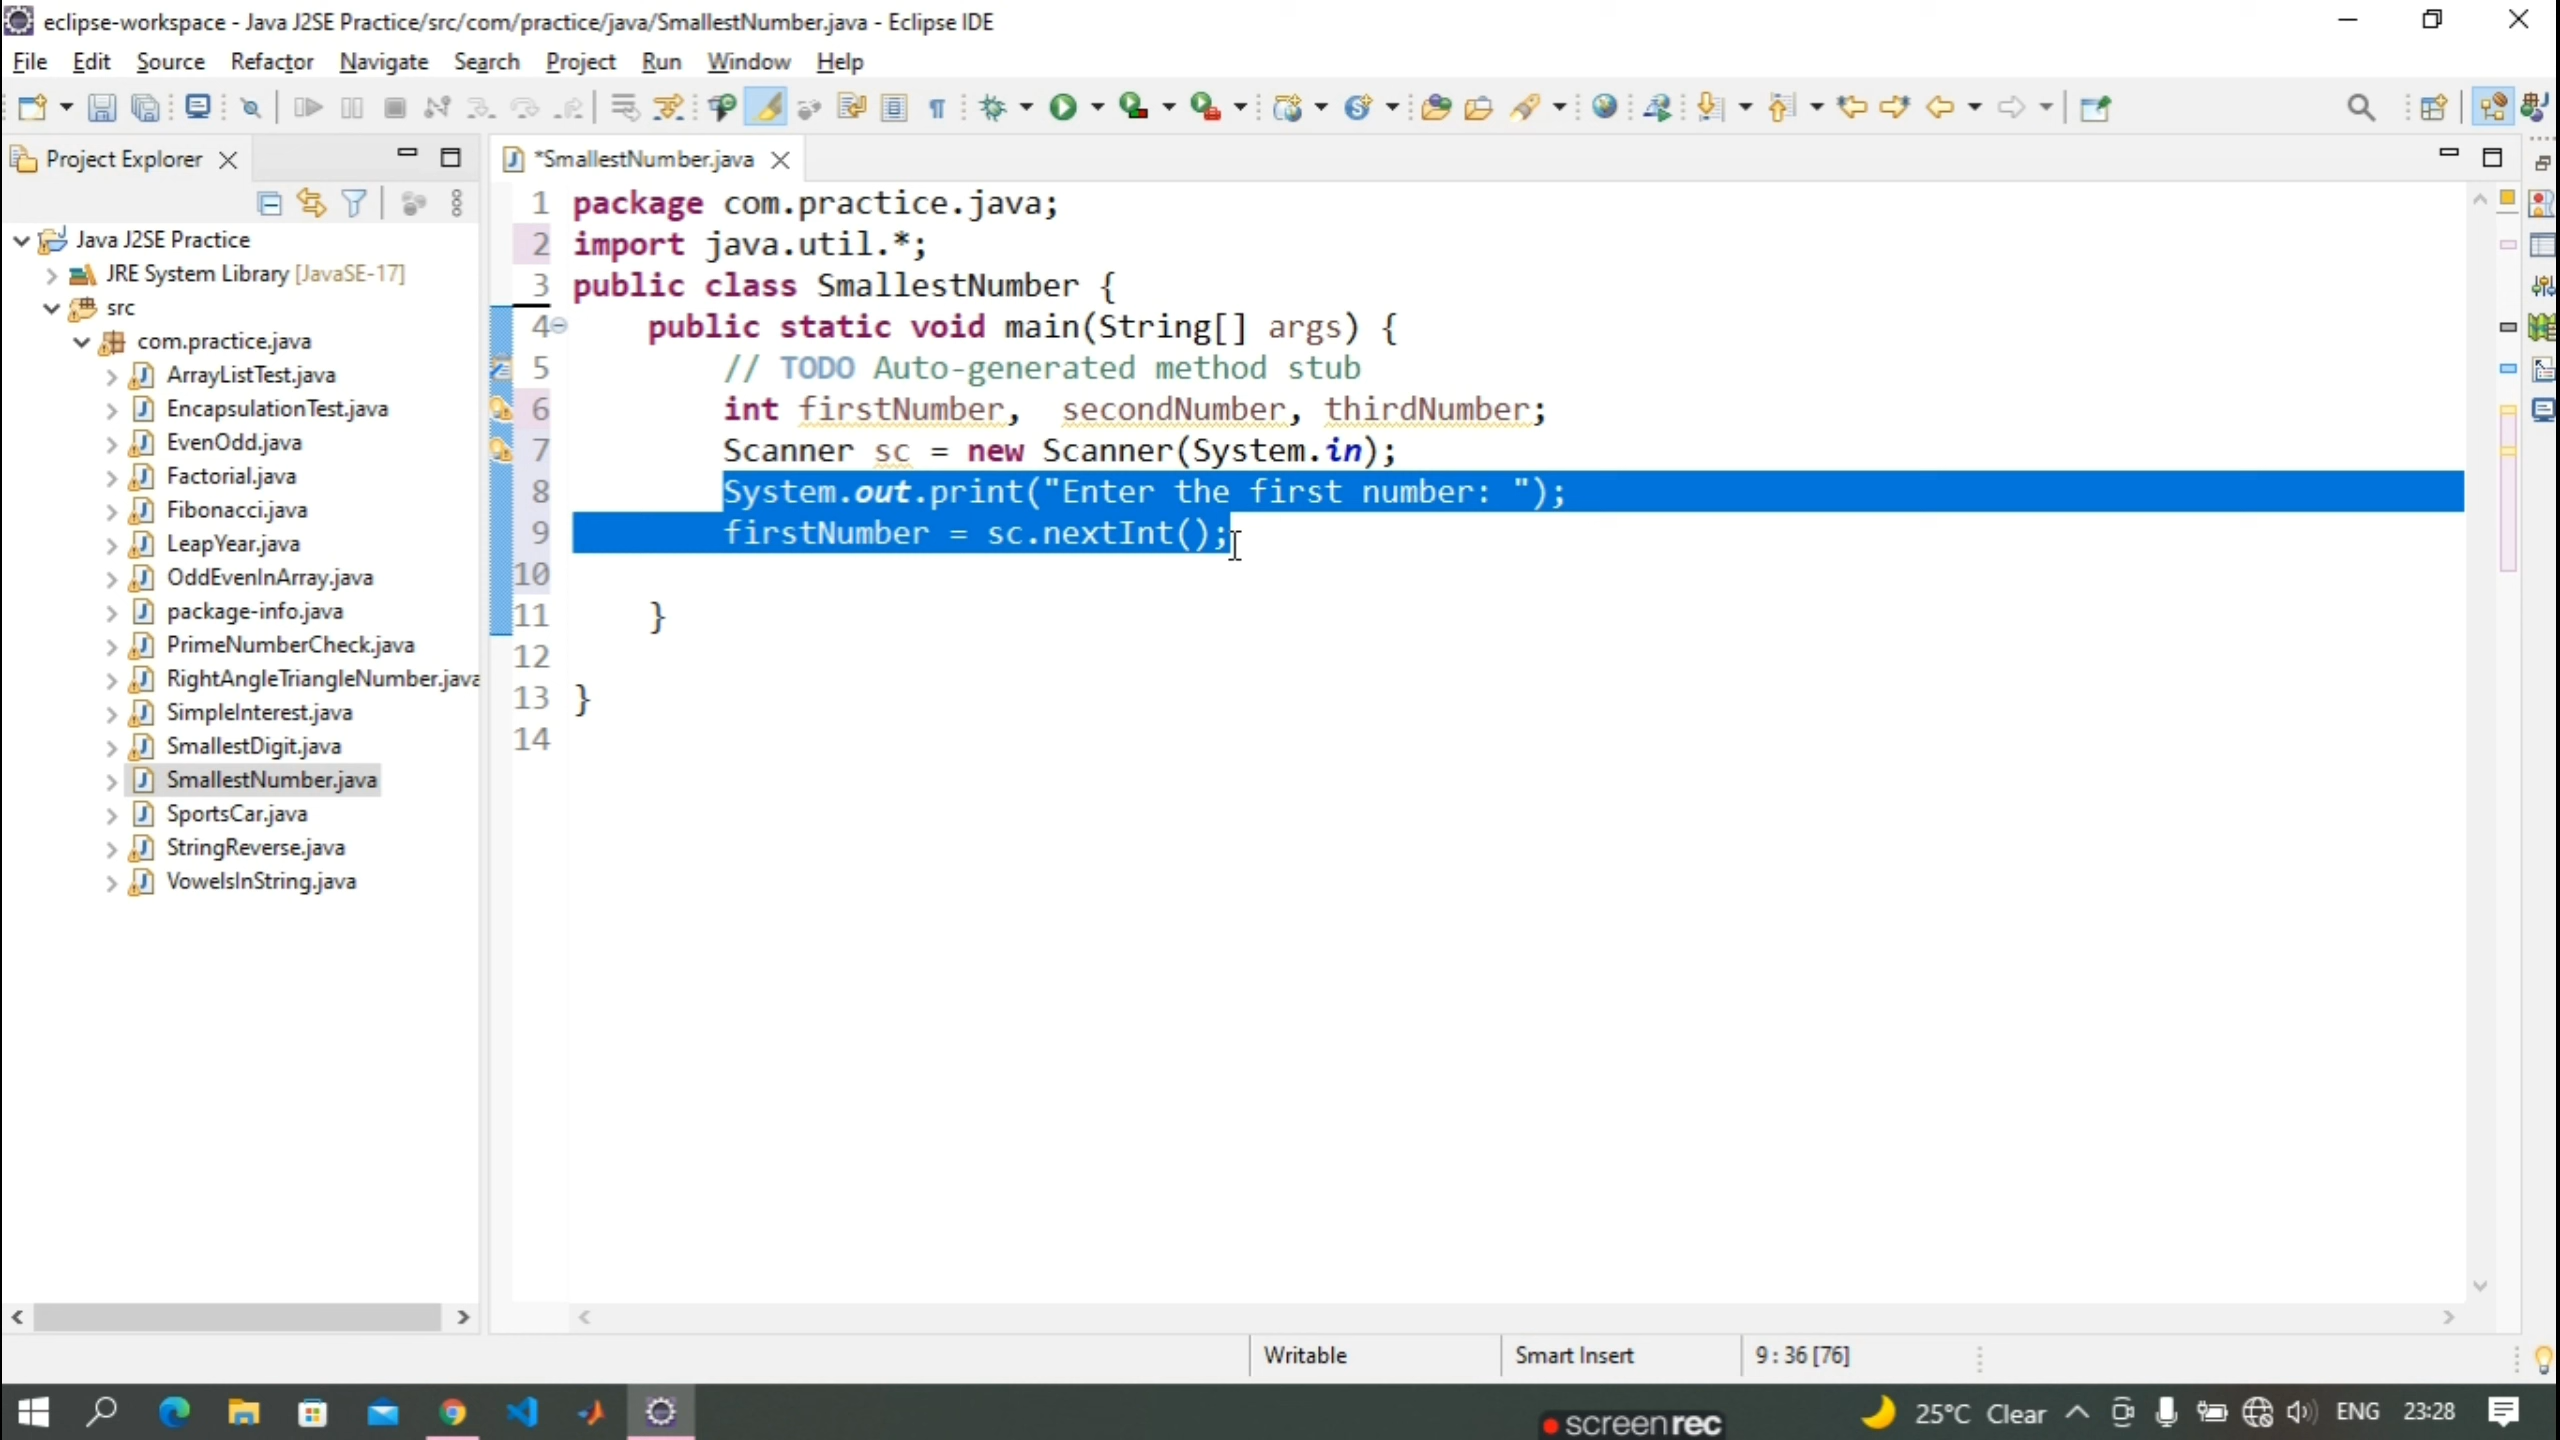 eclipse-workspace - Java J2SE Practice/src/com/practice/java/SmallestNumber.java - Eclipse IDE
File Edit Source Refactor Navigate Search Project Run Window Help
Project Explorer
*SmallestNumber.java
Java J2SE Practice
JRE System Library [JavaSE-17]
src
com.practice.java
ArrayListTest.java
EncapsulationTest.java
EvenOdd.java
Factorial.java
Fibonacci.java
LeapYear.java
OddEvenInArray.java
package-info.java
PrimeNumberCheck.java
RightAngleTriangleNumber.java
SimpleInterest.java
SmallestDigit.java
SmallestNumber.java
SportsCar.java
StringReverse.java
VowelsInString.java
1 package com.practice.java;
2 import java.util.*;
3 public class SmallestNumber {
4 public static void main(String[] args) {
5 // TODO Auto-generated method stub
6 int firstNumber,  secondNumber, thirdNumber;
7 Scanner sc = new Scanner(System.in);
8 System.out.print("Enter the first number: ");
9 firstNumber = sc.nextInt();
10
11 }
12
13 }
14
Writable Smart Insert 9 : 36 [76]
screenrec
25°C Clear ENG 23:28